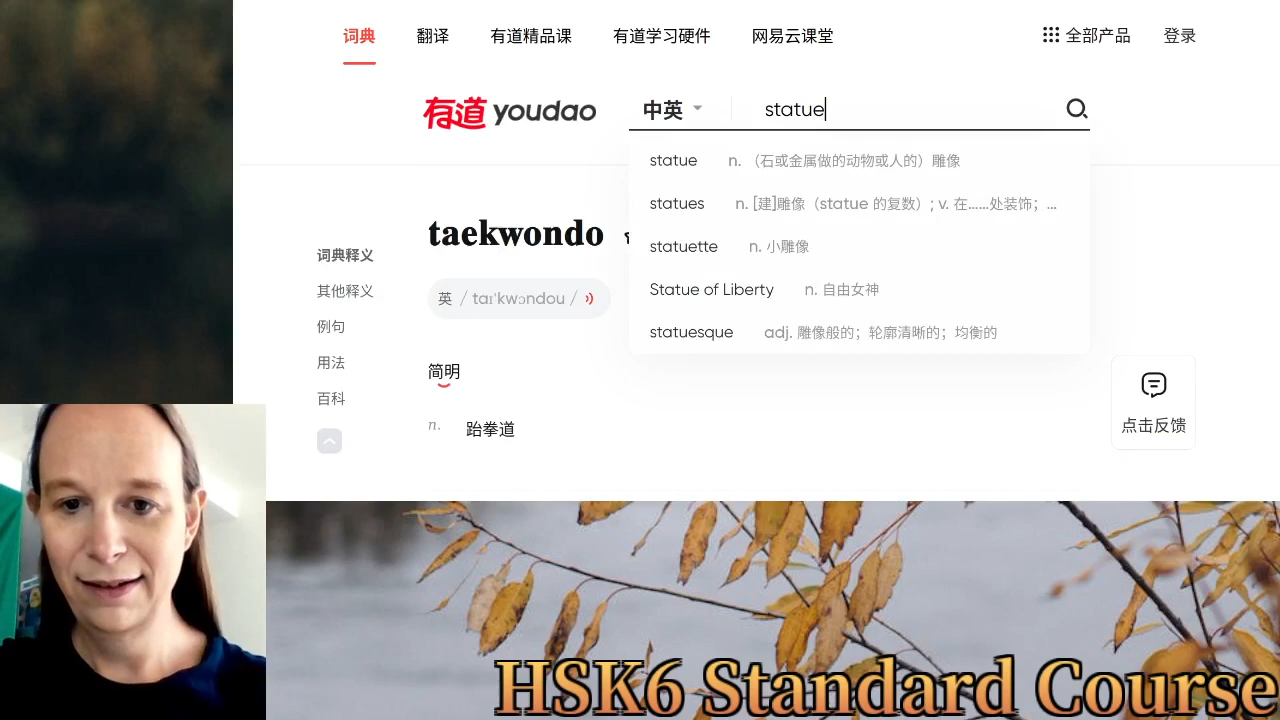 词典 翻译 有道精品课 有道学习硬件 网易云课堂 全部产品 登录
有道 youdao 中英 statue
statue n. （石或金属做的动物或人的）雕像
statues n. [建]雕像（statue 的复数）; v. 在……处装饰；...
statuette n. 小雕像
Statue of Liberty n. 自由女神
statuesque adj. 雕像般的；轮廓清晰的；均衡的
词典释义
其他释义
例句
用法
百科
taekwondo
英 / taɪˈkwɔndou /
简明
n. 跆拳道
点击反馈
HSK6 Standard Course